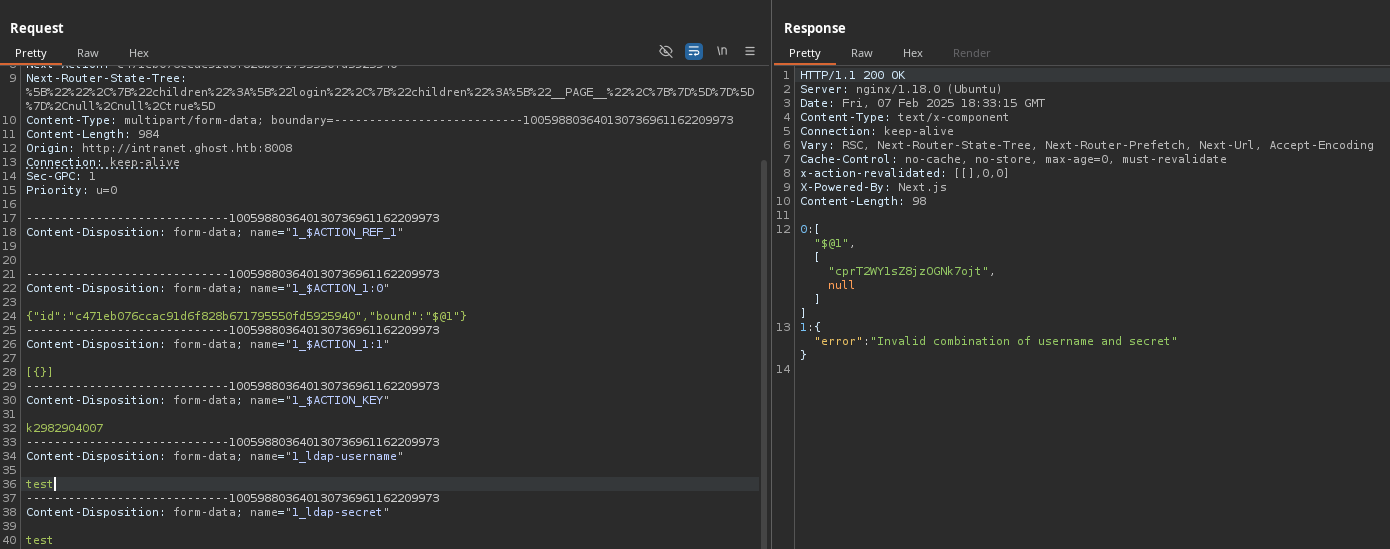 Request
Pretty Raw Hex \n
9 Next-Router-State-Tree:
%5B%22%22%2C%7B%22children%22%3A%5B%22login%22%2C%7B%22children%22%3A%5B%22__PAGE__%22%2C%7B%7D%5D%7D%5D
%7D%2Cnull%2Cnull%2Ctrue%5D
10 Content-Type: multipart/form-data; boundary=---------------------------100598803640130736961162209973
11 Content-Length: 984
12 Origin: http://intranet.ghost.htb:8008
13 Connection: keep-alive
14 Sec-GPC: 1
15 Priority: u=0
16
17 -----------------------------100598803640130736961162209973
18 Content-Disposition: form-data; name="1_$ACTION_REF_1"
19
20
21 -----------------------------100598803640130736961162209973
22 Content-Disposition: form-data; name="1_$ACTION_1:0"
23
24 {"id":"c471eb076ccac91d6f828b671795550fd5925940","bound":"$@1"}
25 -----------------------------100598803640130736961162209973
26 Content-Disposition: form-data; name="1_$ACTION_1:1"
27
28 [{}]
29 -----------------------------100598803640130736961162209973
30 Content-Disposition: form-data; name="1_$ACTION_KEY"
31
32 k2982904007
33 -----------------------------100598803640130736961162209973
34 Content-Disposition: form-data; name="1_ldap-username"
35
36 test
37 -----------------------------100598803640130736961162209973
38 Content-Disposition: form-data; name="1_ldap-secret"
39
40 test
Response
Pretty Raw Hex Render
1 HTTP/1.1 200 OK
2 Server: nginx/1.18.0 (Ubuntu)
3 Date: Fri, 07 Feb 2025 18:33:15 GMT
4 Content-Type: text/x-component
5 Connection: keep-alive
6 Vary: RSC, Next-Router-State-Tree, Next-Router-Prefetch, Next-Url, Accept-Encoding
7 Cache-Control: no-cache, no-store, max-age=0, must-revalidate
8 x-action-revalidated: [[],0,0]
9 X-Powered-By: Next.js
10 Content-Length: 98
11
12 0:[
"$@1",
[
"cprT2WY1sZ8jzOGNk7ojt",
null
]
]
13 1:{
"error":"Invalid combination of username and secret"
}
14